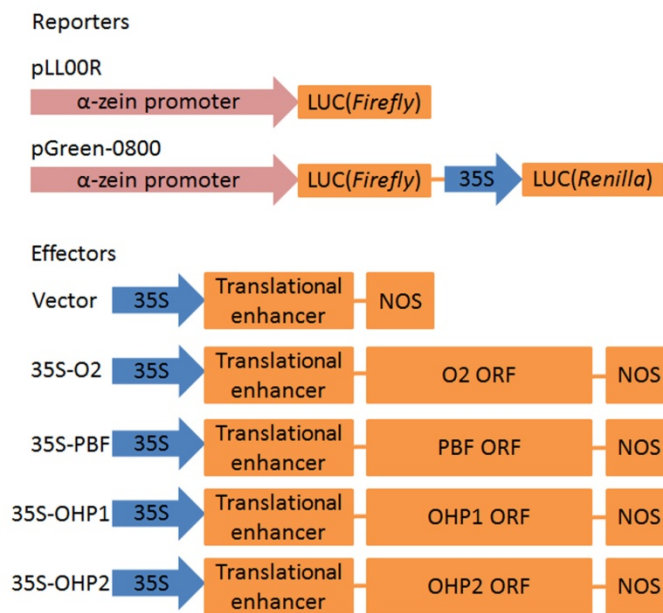 Reporters
pLL00R
α-zein promoter LUC(Firefly)
pGreen-0800
α-zein promoter LUC(Firefly) 35S LUC(Renilla)
Effectors
Vector 35S Translational
enhancer NOS
35S-O2 35S Translational
enhancer O2 ORF NOS
35S-PBF 35S Translational
enhancer PBF ORF NOS
35S-OHP1 35S Translational
enhancer OHP1 ORF NOS
35S-OHP2 35S Translational
enhancer OHP2 ORF NOS